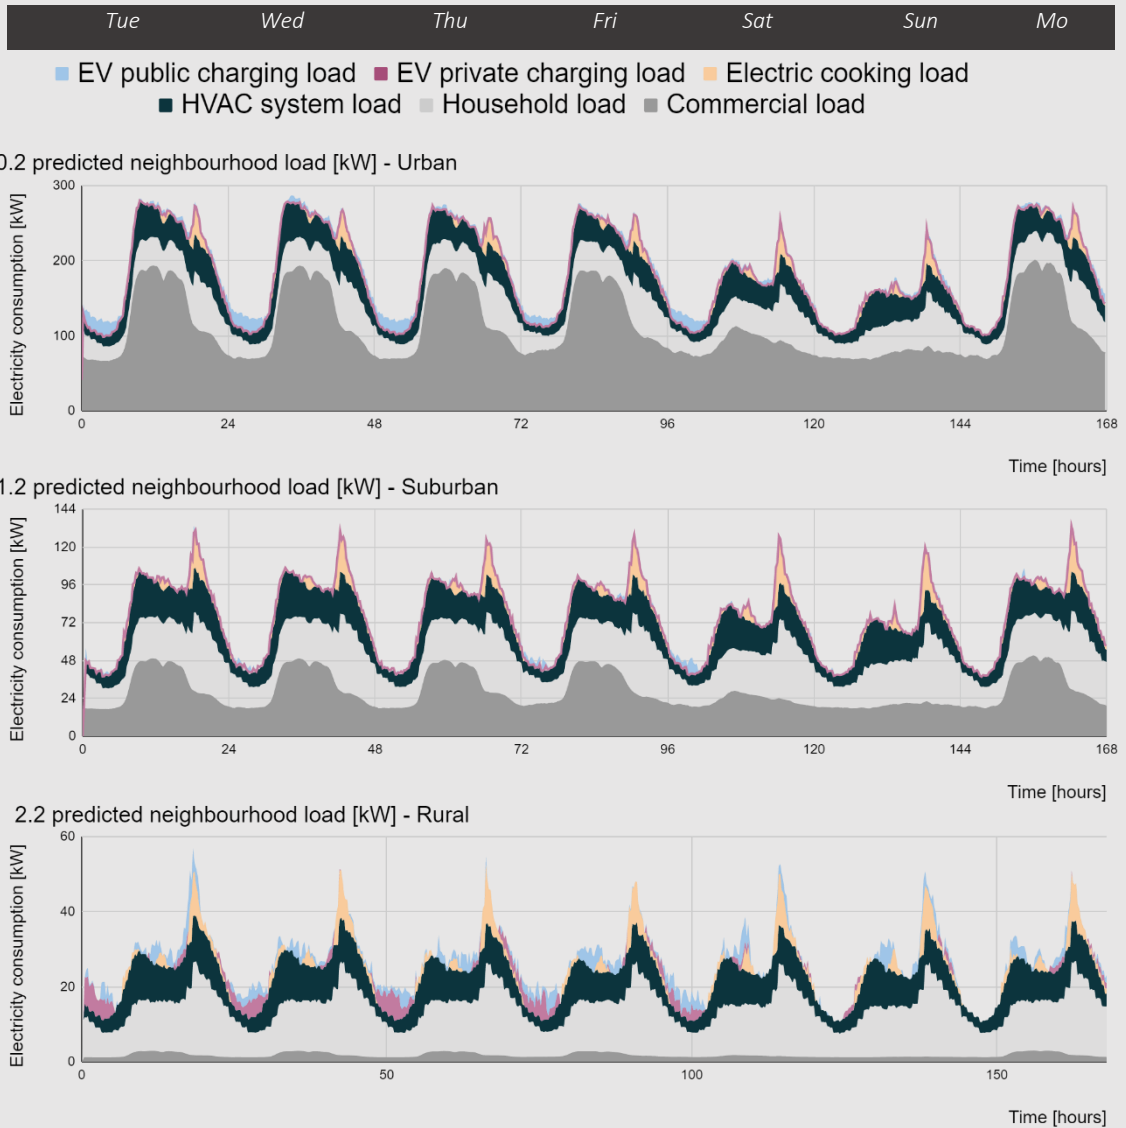 Tue Wed Thu Fri Sat Sun Mo
EV public charging load EV private charging load Electric cooking load
HVAC system load Household load Commercial load
0.2 predicted neighbourhood load [kW] - Urban
Electricity consumption [kW]
300
200
100
0
0 24 48 72 96 120 144 168
Time [hours]
1.2 predicted neighbourhood load [kW] - Suburban
Electricity consumption [kW]
144
120
96
72
48
24
0
0 24 48 72 96 120 144 168
Time [hours]
2.2 predicted neighbourhood load [kW] - Rural
Electricity consumption [kW]
60
40
20
0
0 50 100 150
Time [hours]